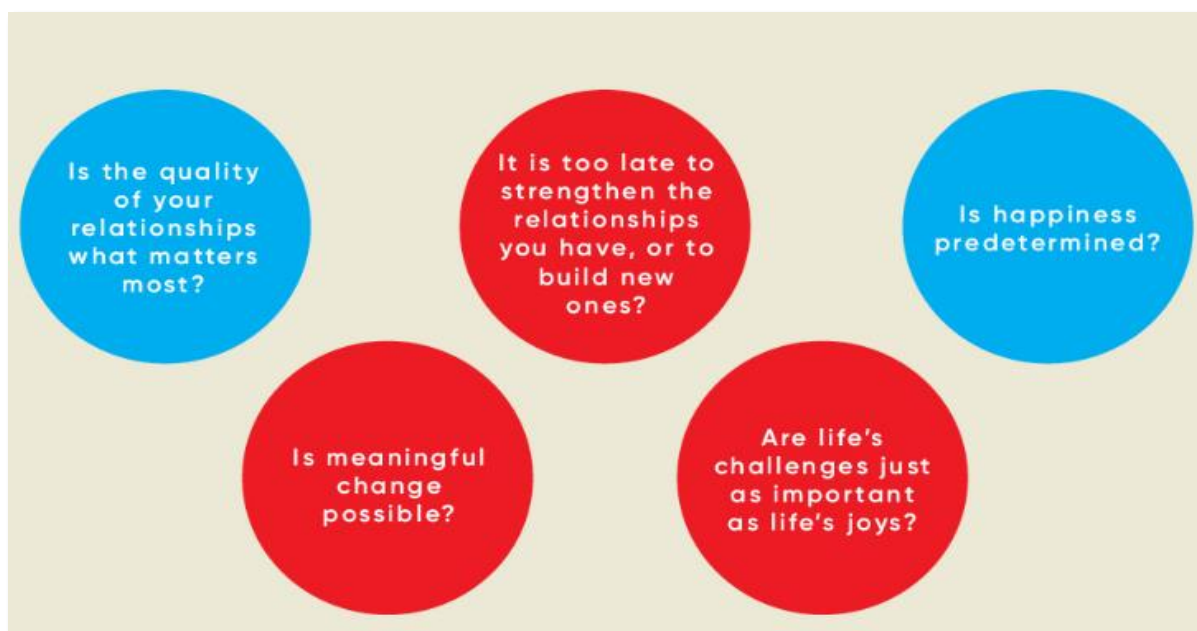 Is the quality
of your
relationships
what matters
most?
It is too late to
strengthen the
relationships
you have, or to
build new
ones?
Is happiness
predetermined?
Is meaningful
change
possible?
Are life's
challenges just
as important
as life's joys?